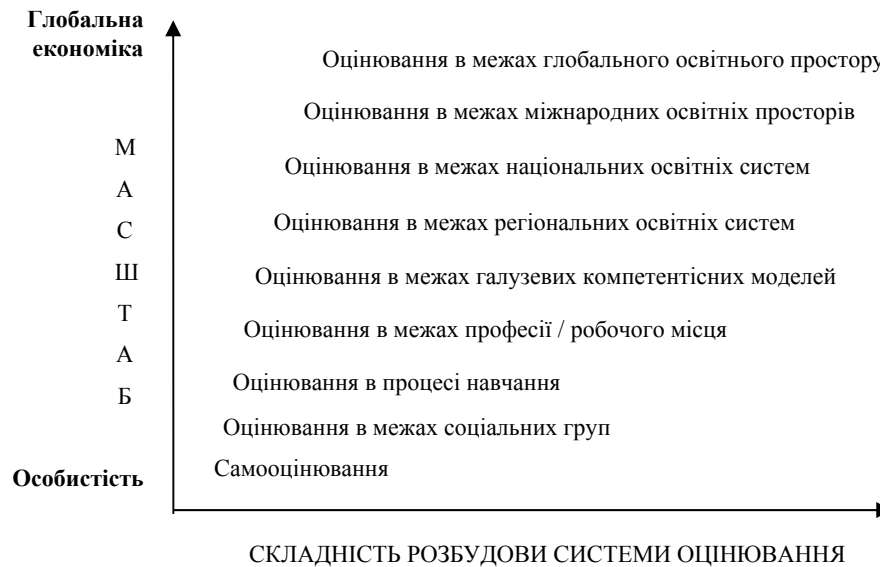 Глобальна
економіка
Оцінювання в межах глобального освітнього простору
Оцінювання в межах міжнародних освітніх просторів
Оцінювання в межах національних освітніх систем
Оцінювання в межах регіональних освітніх систем
Оцінювання в межах галузевих компетентісних моделей
Оцінювання в межах професії / робочого місця
Оцінювання в процесі навчання
Оцінювання в межах соціальних груп
Самооцінювання
М
А
С
Ш
Т
А
Б
Особистість
СКЛАДНІСТЬ РОЗБУДОВИ СИСТЕМИ ОЦІНЮВАННЯ